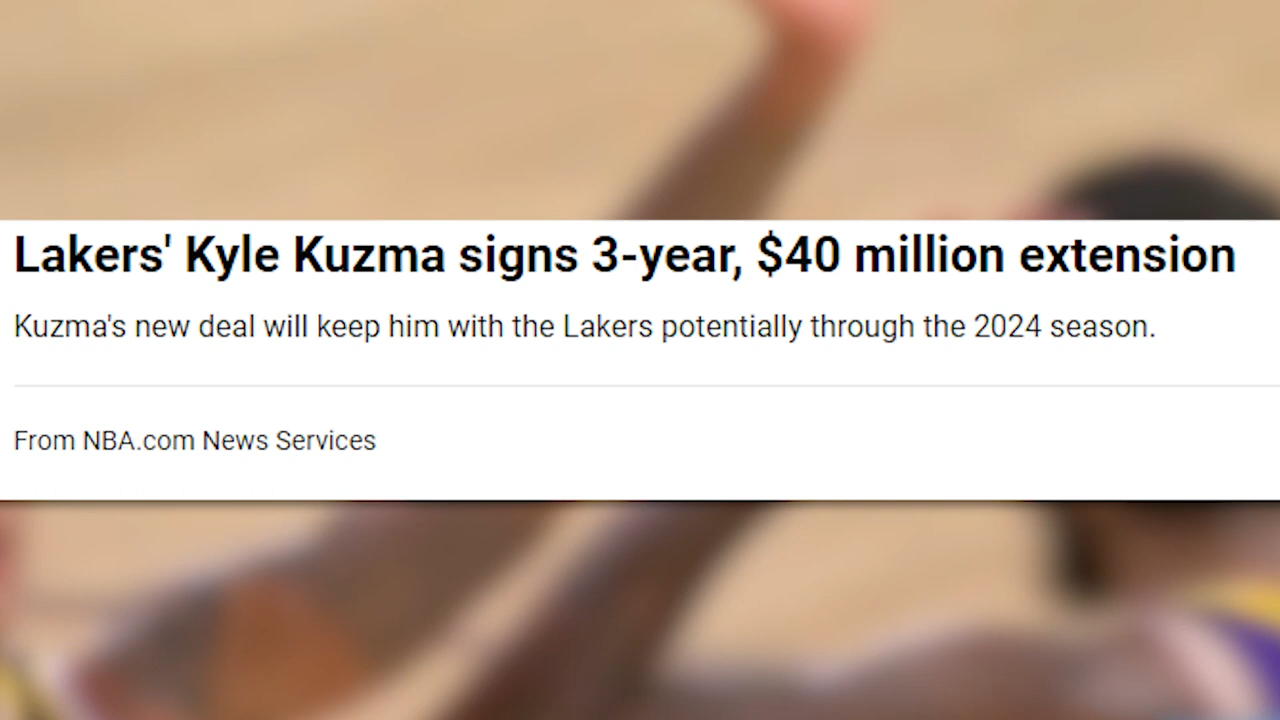 Lakers' Kyle Kuzma signs 3-year, $40 million extension
Kuzma's new deal will keep him with the Lakers potentially through the 2024 season.
From NBA.com News Services